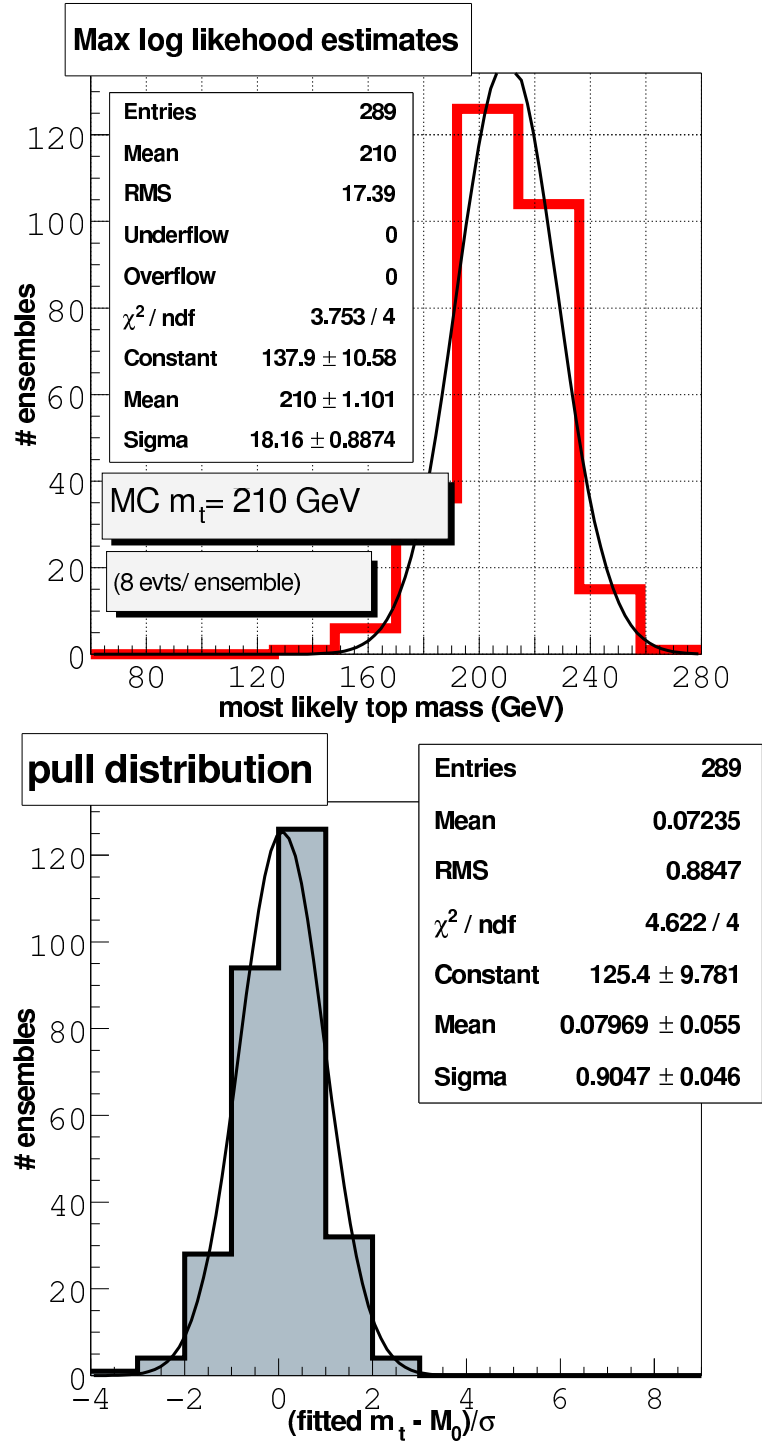 Max log likehood estimates
Entries 289
Mean 210
RMS 17.39
Underflow 0
Overflow 0
χ² / ndf 3.753 / 4
Constant 137.9 ± 10.58
Mean 210 ± 1.101
Sigma 18.16 ± 0.8874
MC mₜ= 210 GeV
(8 evts/ ensemble)
# ensembles
120
100
80
60
40
20
0
80 120 160 200 240 280
most likely top mass (GeV)
pull distribution
Entries 289
Mean 0.07235
RMS 0.8847
χ² / ndf 4.622 / 4
Constant 125.4 ± 9.781
Mean 0.07969 ± 0.055
Sigma 0.9047 ± 0.046
# ensembles
120
100
80
60
40
20
0
−4 −2 0 2 4 6 8
(fitted mₜ - M₀)/σ